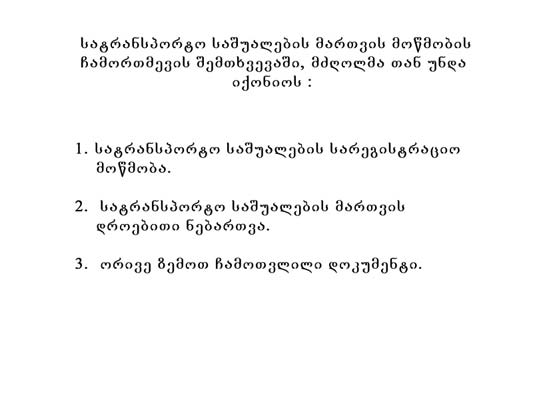 სატრანსპორტო საშუალების მართვის მოწმობის
ჩამორთმევის შემთხვევაში, მძღოლმა თან უნდა
იქონიოს :
1. სატრანსპორტო საშუალების სარეგისტრაციო
მოწმობა.
2. სატრანსპორტო საშუალების მართვის
დროებითი ნებართვა.
3. ორივე ზემოთ ჩამოთვლილი დოკუმენტი.